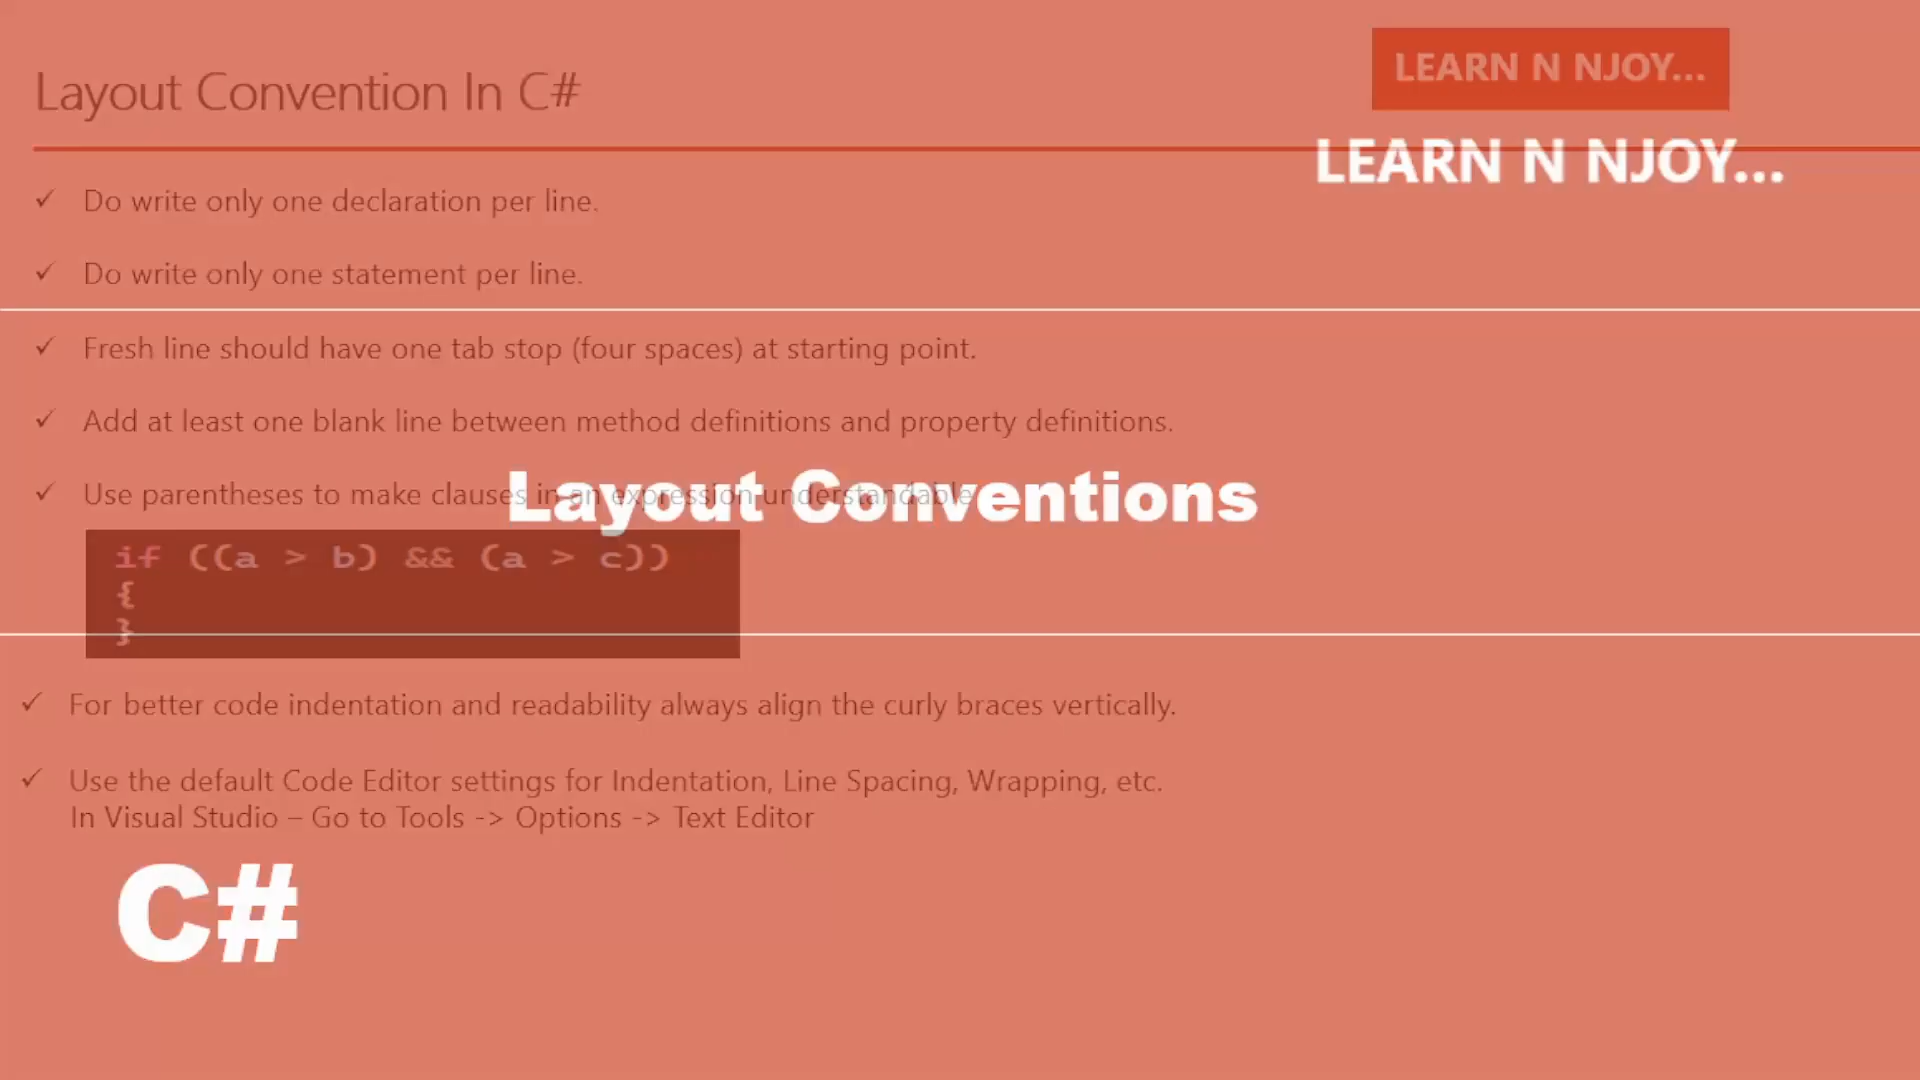 LEARN N NJOY...
Layout Convention In C#
LEARN N NJOY...
✓ Do write only one declaration per line.
✓ Do write only one statement per line.
✓ Fresh line should have one tab stop (four spaces) at starting point.
✓ Add at least one blank line between method definitions and property definitions.
✓ Use parentheses to make clauses in an expression understandable
Layout Conventions
if ((a > b) && (a > c))
{
}
✓ For better code indentation and readability always align the curly braces vertically.
✓ Use the default Code Editor settings for Indentation, Line Spacing, Wrapping, etc.
In Visual Studio – Go to Tools -> Options -> Text Editor
C#